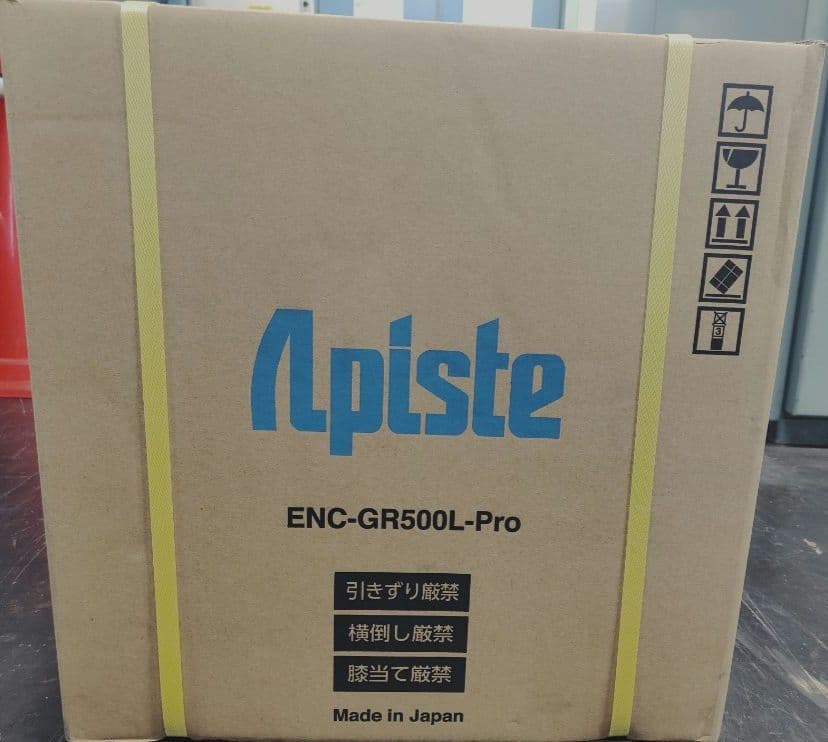 3
Apiste
ENC-GR500L-Pro
引きずり厳禁
横倒し厳禁
膝当て厳禁
Made in Japan